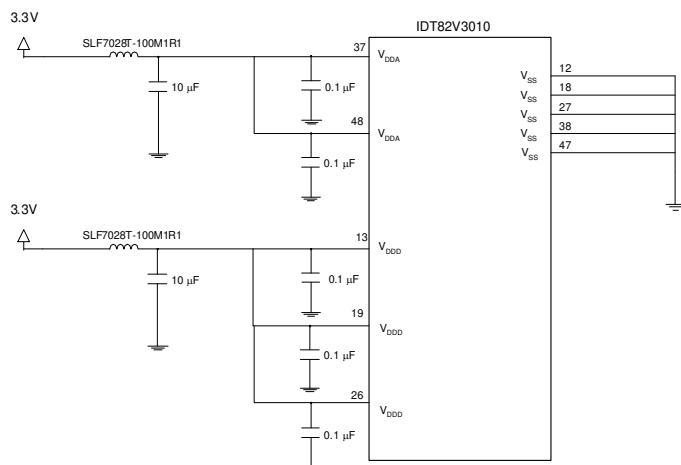 IDT82V3010
3.3V
SLF7028T-100M1R1
10 μF
37
VDDA
0.1 μF
48
VDDA
0.1 μF
12
VSS
18
VSS
27
VSS
38
VSS
47
VSS
3.3V
SLF7028T-100M1R1
10 μF
13
VDDD
0.1 μF
19
VDDD
0.1 μF
26
VDDD
0.1 μF